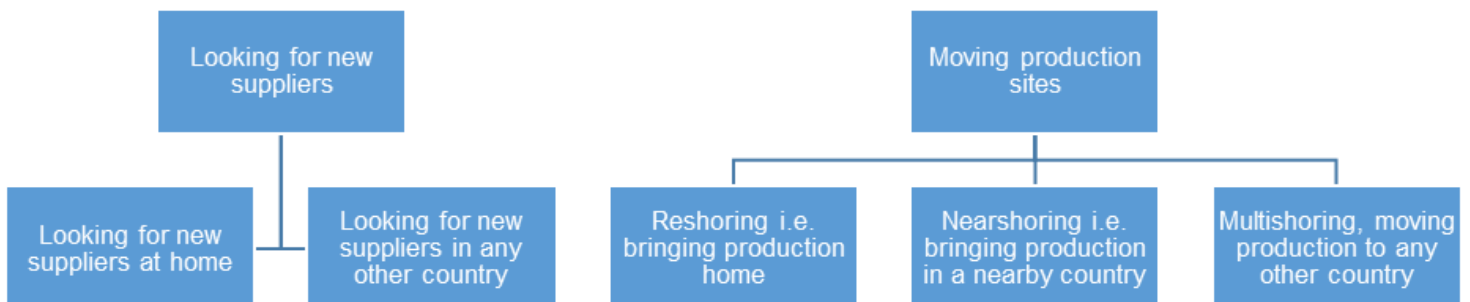 Looking for new
suppliers
Moving production
sites
Looking for new
suppliers at home
Looking for new
suppliers in any
other country
Reshoring i.e.
bringing production
home
Nearshoring i.e.
bringing production
in a nearby country
Multishoring, moving
production to any
other country